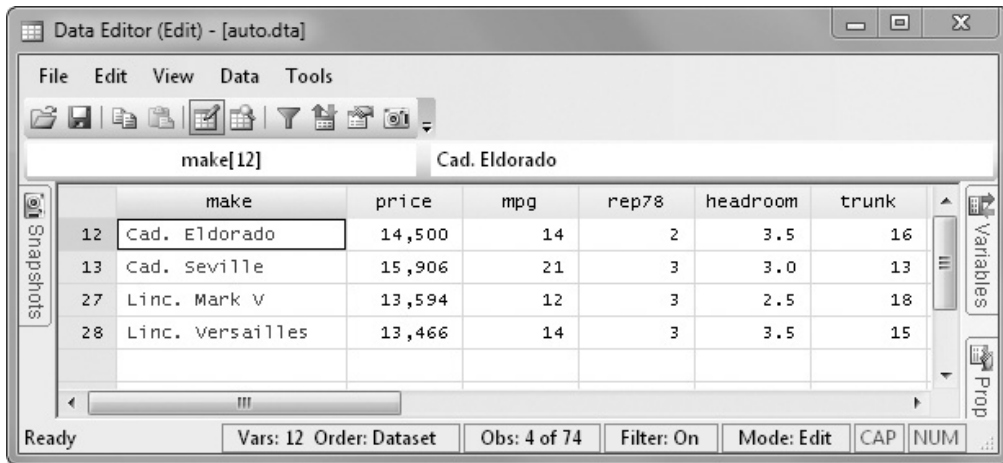 Data Editor (Edit) - [auto.dta]
File Edit View Data Tools
make[12] Cad. Eldorado
Snapshots
make price mpg rep78 headroom trunk
12 Cad. Eldorado 14,500 14 2 3.5 16
13 Cad. Seville 15,906 21 3 3.0 13
27 Linc. Mark V 13,594 12 3 2.5 18
28 Linc. Versailles 13,466 14 3 3.5 15
Variables
Prop
Ready Vars: 12 Order: Dataset Obs: 4 of 74 Filter: On Mode: Edit CAP NUM